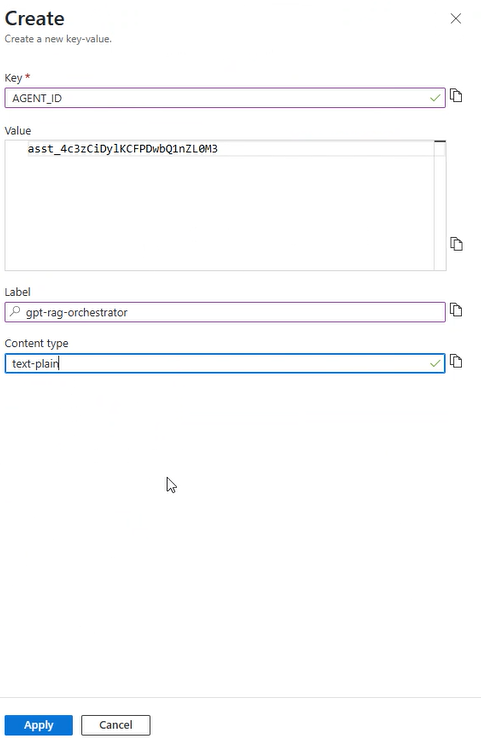 Create
Create a new key-value.
Key *
AGENT_ID
Value
asst_4c3zCiDylKCFPDwbQ1nZL0M3
Label
gpt-rag-orchestrator
Content type
text-plain
Apply
Cancel